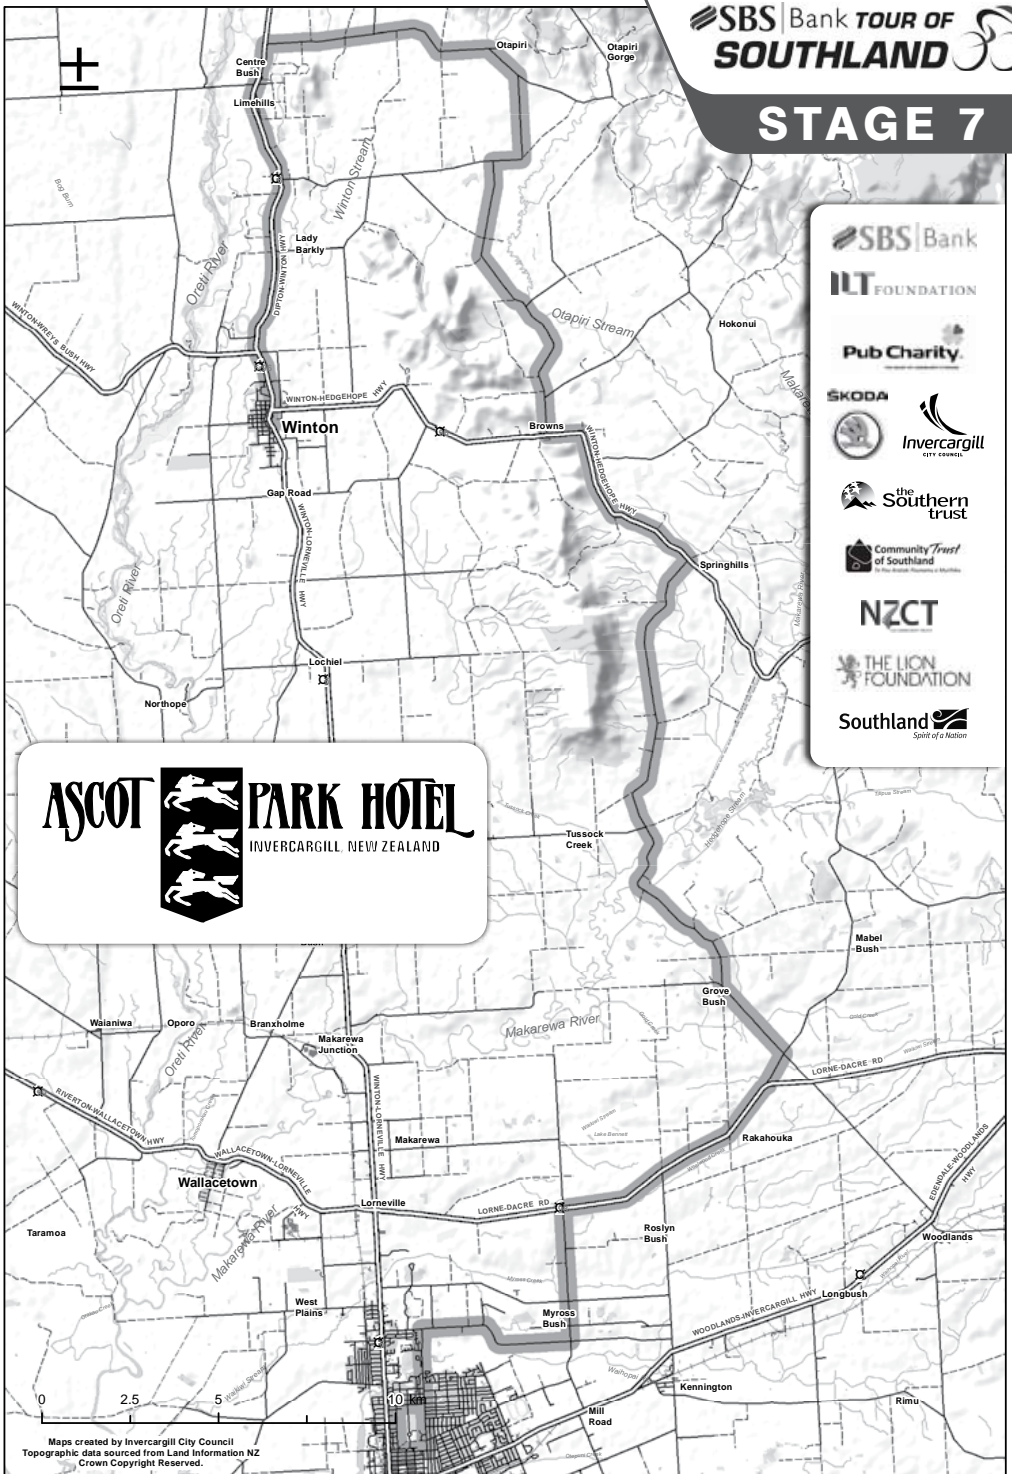 SBS Bank TOUR OF
SOUTHLAND
STAGE 7
SBS Bank
ILT FOUNDATION
Pub Charity.
ŠKODA
Invercargill
CITY COUNCIL
the
Southern
trust
Community Trust
of Southland
NZCT
THE LION
FOUNDATION
Southland
Spirit of a Nation
Otapiri
Otapiri
Gorge
Centre
Bush
Limehills
Bog Burn
Winton Stream
Lady
Barkly
Oreti River
DIPTON-WINTON HWY
WINTON-WREYS BUSH HWY
Otapiri Stream
Hokonui
WINTON-HEDGEHOPE HWY
Winton
Browns
WINTON-HEDGEHOPE HWY
Gap Road
WINTON-LORNEVILLE HWY
Springhills
Oreti River
Makarewa River
Lochiel
Northope
ASCOT PARK HOTEL
INVERCARGILL, NEW ZEALAND
Tussock
Creek
Hedgehope Stream
Mabel
Bush
Grove
Bush
Waianiwa
Oporo
Branxholme
Makarewa
Junction
Makarewa River
Oreti River
LORNE-DACRE RD
RIVERTON-WALLACETOWN HWY
WINTON-LORNEVILLE HWY
Makarewa
Rakahouka
WALLACETOWN-LORNEVILLE HWY
Wallacetown
Lorneville
LORNE-DACRE RD
EDENDALE-WOODLANDS HWY
Taramoa
Makarewa River
Roslyn
Bush
Woodlands
West
Plains
Myross
Bush
Longbush
WOODLANDS-INVERCARGILL HWY
Waihopai
Kennington
Rimu
Mill
Road
0 2.5 5 10 km
Maps created by Invercargill City Council
Topographic data sourced from Land Information NZ
Crown Copyright Reserved.